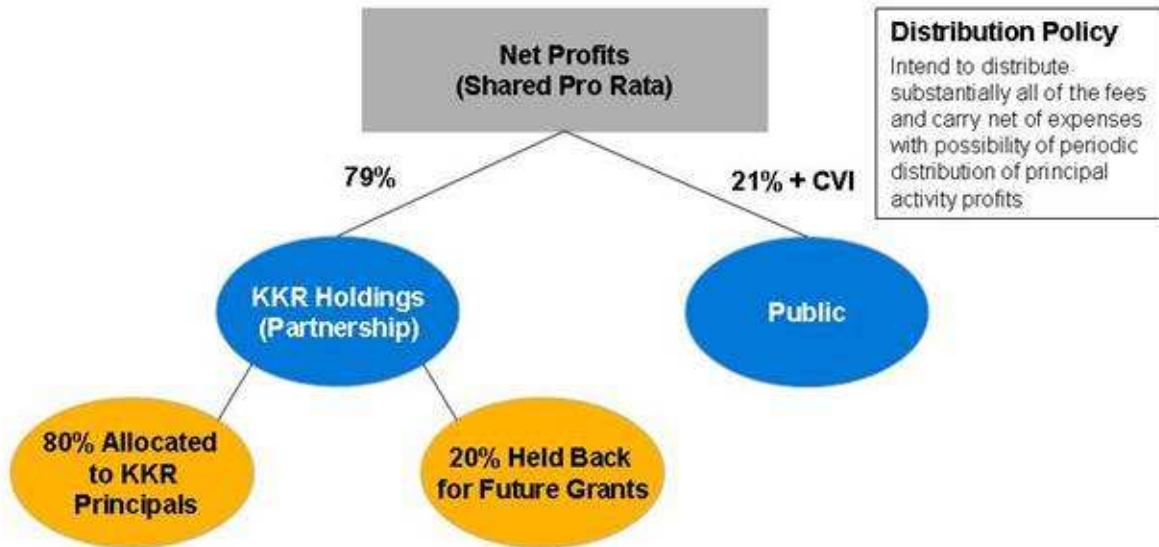 Net Profits
(Shared Pro Rata)
Distribution Policy
Intend to distribute
substantially all of the fees
and carry net of expenses
with possibility of periodic
distribution of principal
activity profits
79%
21% + CVI
KKR Holdings
(Partnership)
Public
80% Allocated
to KKR
Principals
20% Held Back
for Future Grants